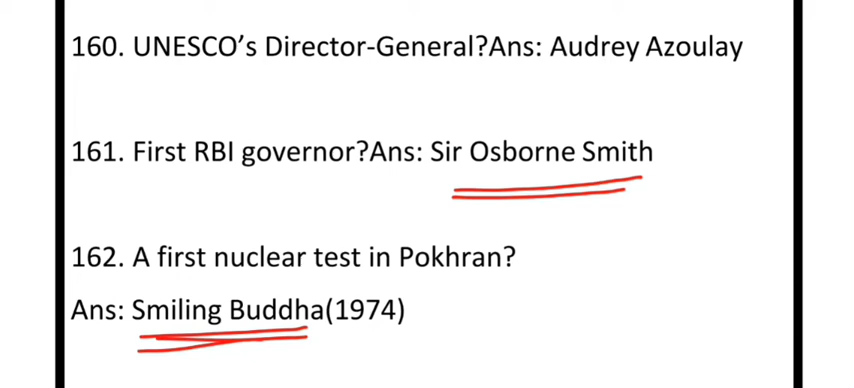 160. UNESCO’s Director-General?Ans: Audrey Azoulay
161. First RBI governor?Ans: Sir Osborne Smith
162. A first nuclear test in Pokhran?
Ans: Smiling Buddha(1974)